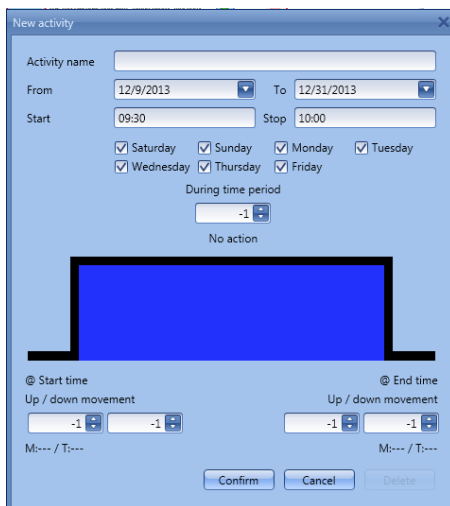 New activity
Activity name
From 12/9/2013 To 12/31/2013
Start 09:30 Stop 10:00
Saturday Sunday Monday Tuesday
Wednesday Thursday Friday
During time period
-1
No action
@ Start time @ End time
Up / down movement Up / down movement
-1 -1 -1 -1
M:--- / T:--- M:--- / T:---
Confirm Cancel Delete